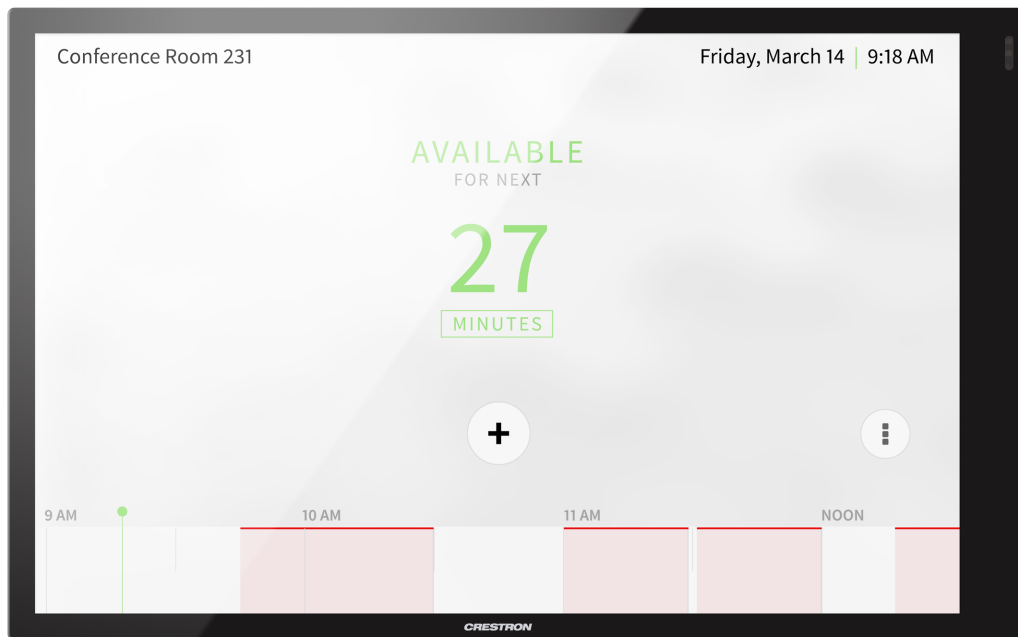 Conference Room 231
Friday, March 14 | 9:18 AM
AVAILABLE
FOR NEXT
27
MINUTES
9 AM
10 AM
11 AM
NOON
CRESTRON